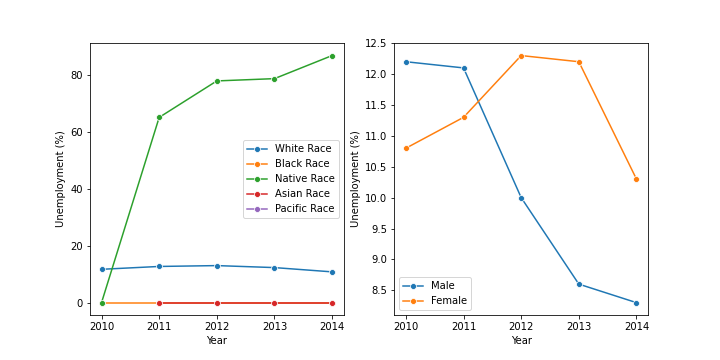 80
60
40
20
0
2010 2011 2012 2013 2014
Year
Unemployment (%)
White Race
Black Race
Native Race
Asian Race
Pacific Race
12.5
12.0
11.5
11.0
10.5
10.0
9.5
9.0
8.5
2010 2011 2012 2013 2014
Year
Unemployment (%)
Male
Female